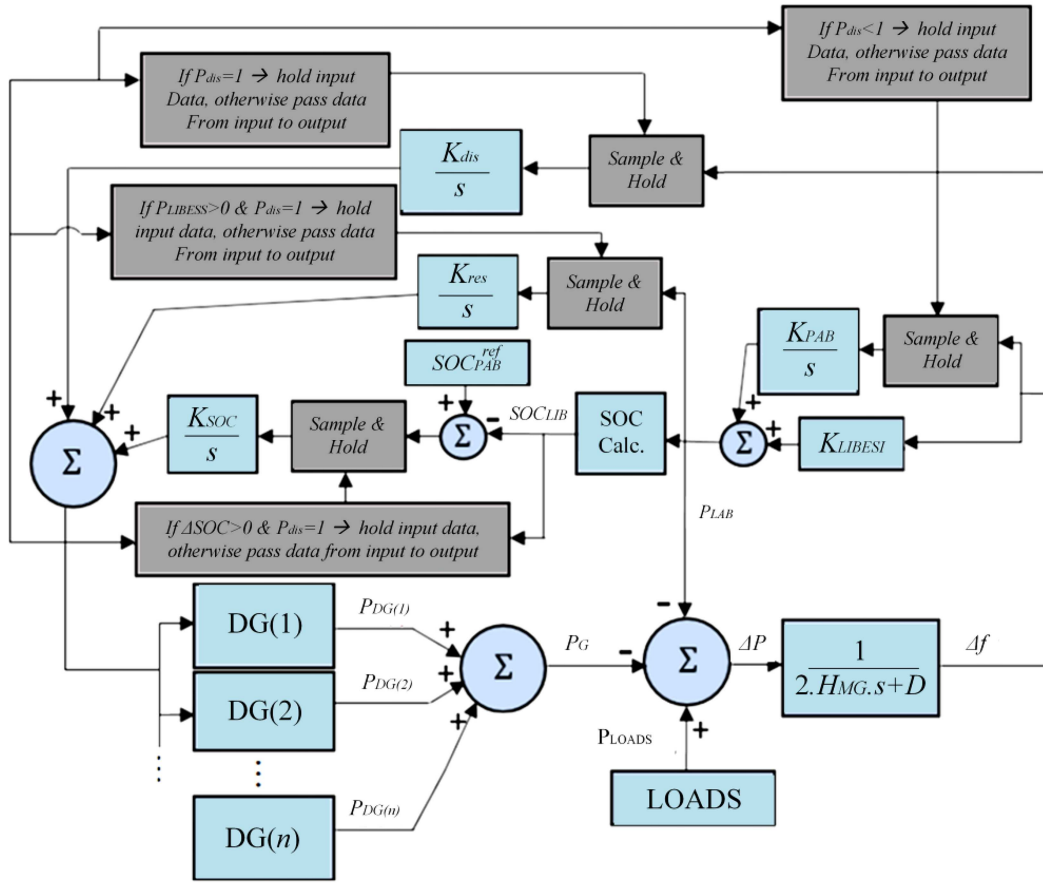 If Pdis<1 → hold input
Data, otherwise pass data
From input to output
If Pdis=1 → hold input
Data, otherwise pass data
From input to output
Kdis
s
Sample &
Hold
If PLIBESS>0 & Pdis=1 → hold
input data, otherwise pass data
From input to output
Kres
s
Sample &
Hold
KPAB
s
Sample &
Hold
SOCPAB ref
+
+
+
Σ
KSOC
s
Sample &
Hold
+
Σ
-
SOCLIB
SOC
Calc.
+
+
Σ
KLIBESI
If ΔSOC>0 & Pdis=1 → hold input data,
otherwise pass data from input to output
PLAB
DG(1)
PDG(1)
DG(2)
PDG(2)
DG(n)
PDG(n)
+
+
+
Σ
PG
-
-
Σ
+
ΔP
1
2.HMG.s+D
Δf
PLOADS
LOADS